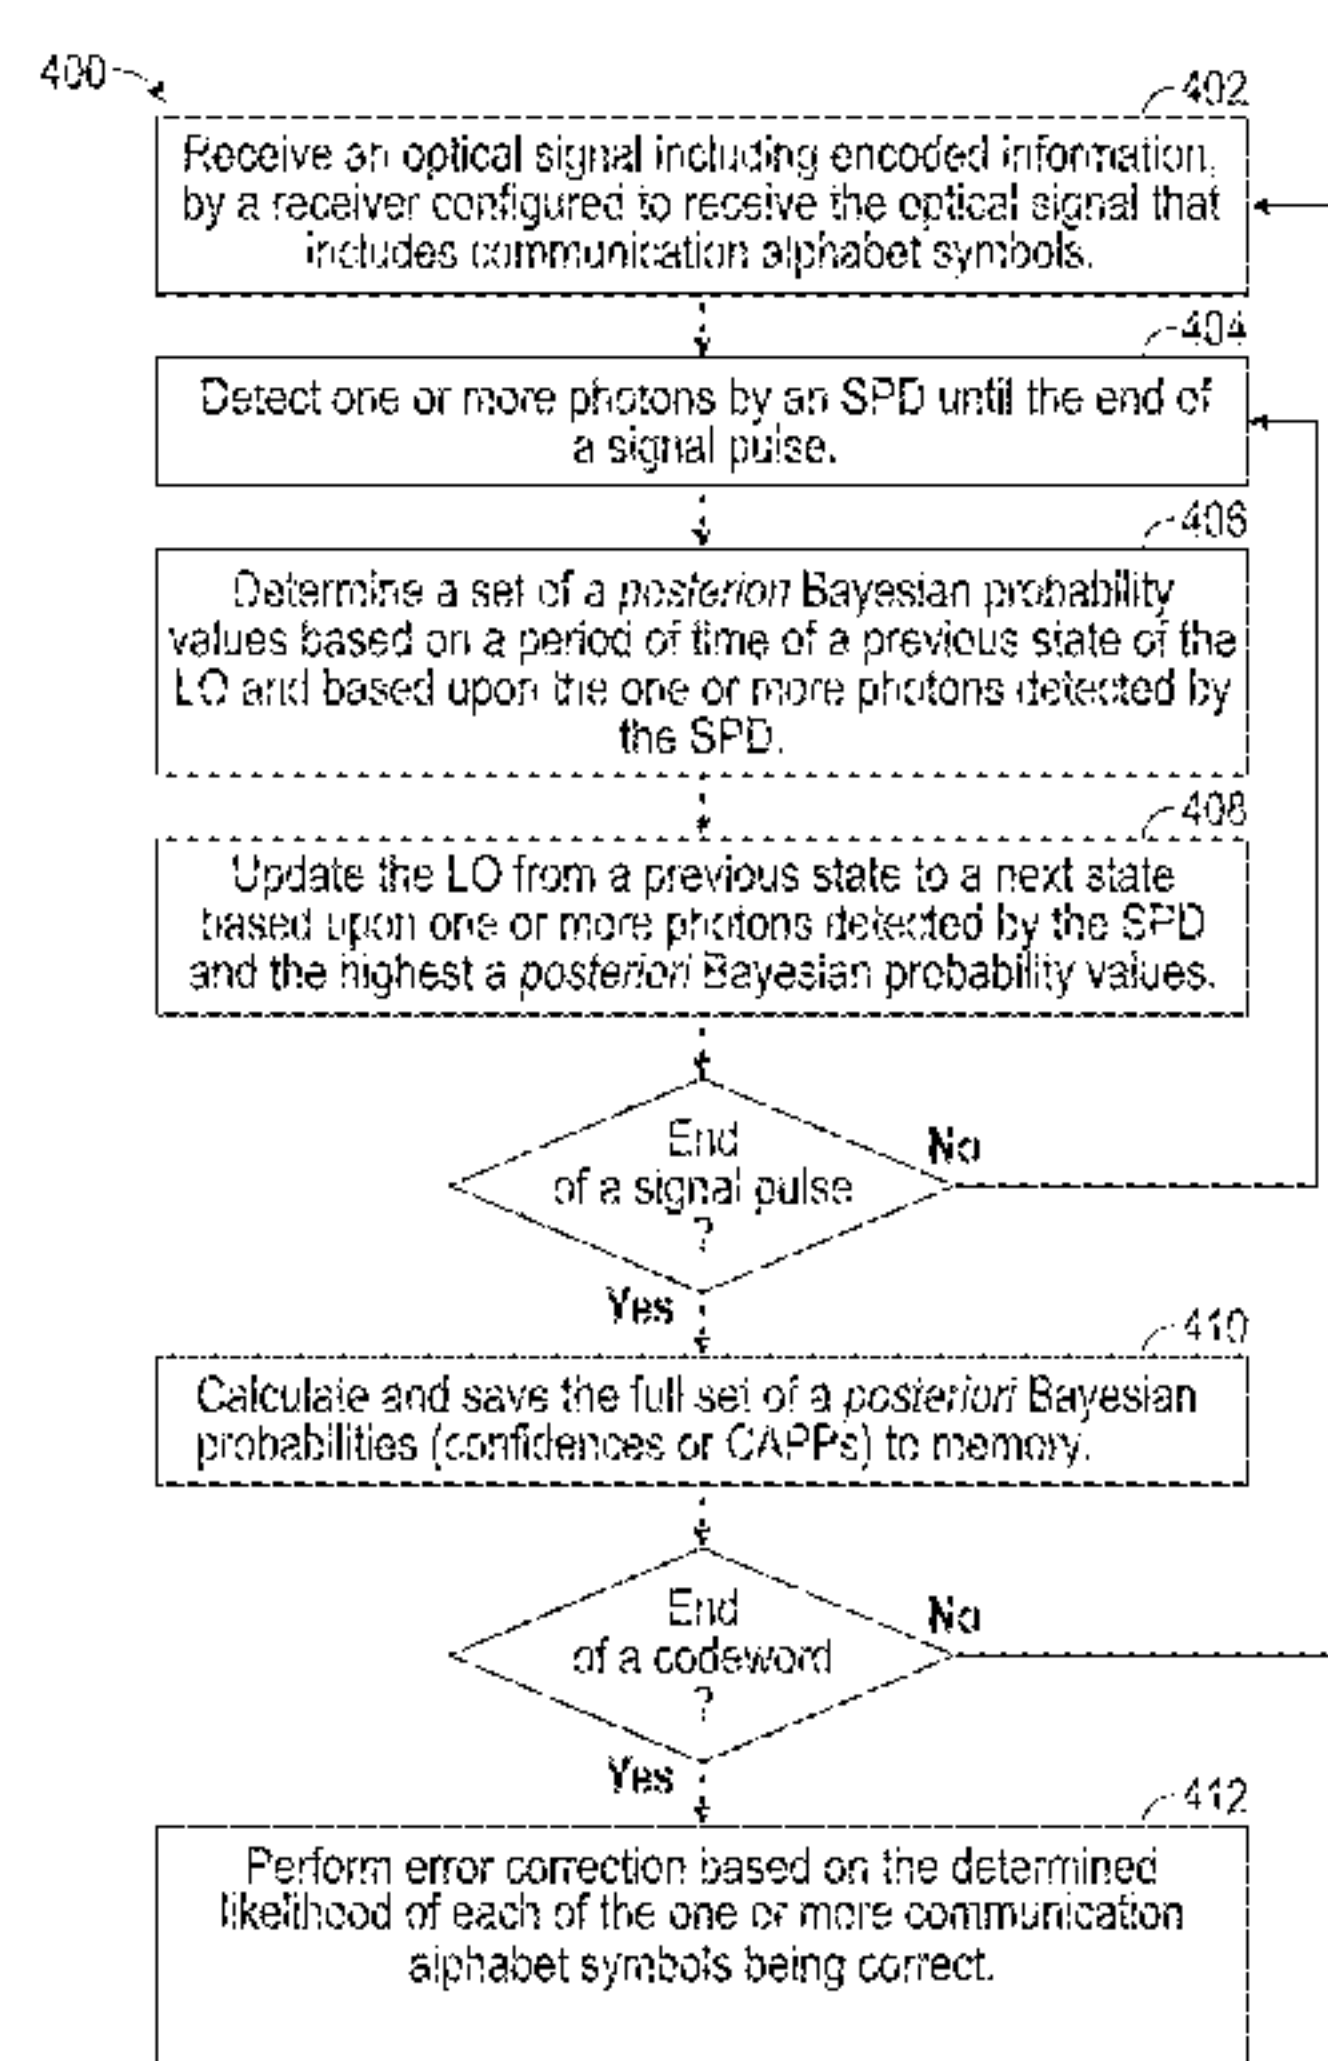 400
402
Receive an optical signal including encoded information,
by a receiver configured to receive the optical signal that
includes communication alphabet symbols.
404
Detect one or more photons by an SPD until the end of
a signal pulse.
406
Determine a set of a posteriori Bayesian probability
values based on a period of time of a previous state of the
LO and based upon the one or more photons detected by
the SPD.
408
Update the LO from a previous state to a next state
based upon one or more photons detected by the SPD
and the highest a posteriori Bayesian probability values.
End
of a signal pulse
?
No
Yes
410
Calculate and save the full set of a posteriori Bayesian
probabilities (confidences or CAPPs) to memory.
End
of a codeword
?
No
Yes
412
Perform error correction based on the determined
likelihood of each of the one or more communication
alphabet symbols being correct.